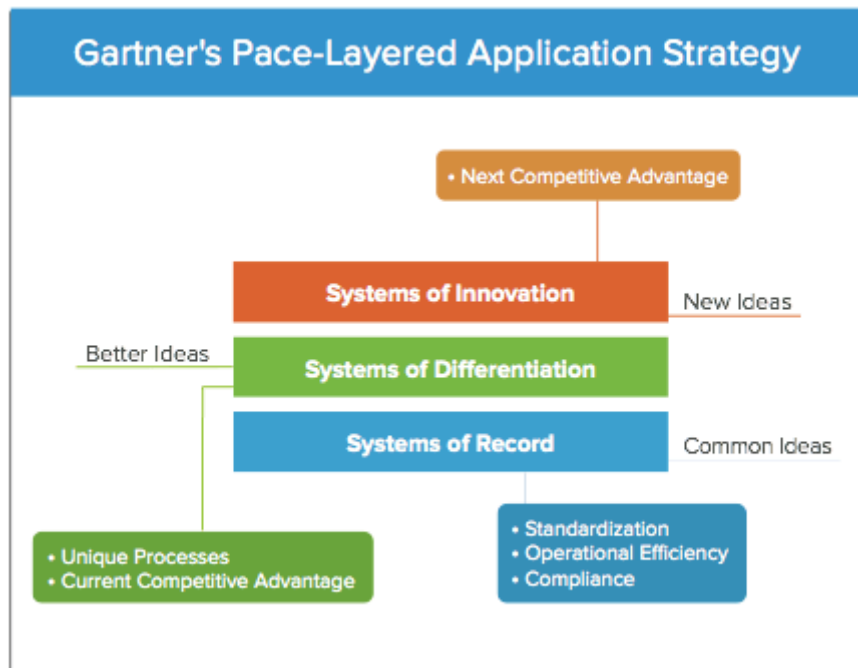 Gartner's Pace-Layered Application Strategy
• Next Competitive Advantage
Systems of Innovation
New Ideas
Better Ideas
Systems of Differentiation
Systems of Record
Common Ideas
• Unique Processes
• Current Competitive Advantage
• Standardization
• Operational Efficiency
• Compliance